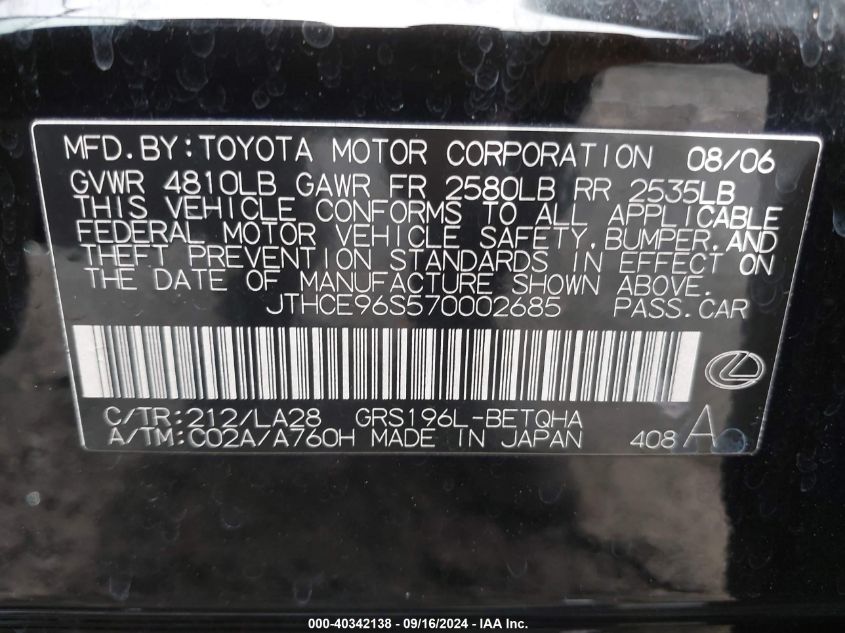 MFD.BY:TOYOTA MOTOR CORPORATION 08/06
GVWR 4810LB GAWR FR 2580LB RR 2535LB
THIS VEHICLE CONFORMS TO ALL APPLICABLE
FEDERAL MOTOR VEHICLE SAFETY,BUMPER,AND
THEFT PREVENTION STANDARDS IN EFFECT ON
THE DATE OF MANUFACTURE SHOWN ABOVE.
JTHCE96S570002685 PASS.CAR
C/TR:212/LA28 GRS196L-BETQHA
A/TM:C02A/A760H MADE IN JAPAN 408 A
000-40342138 - 09/16/2024 - IAA Inc.